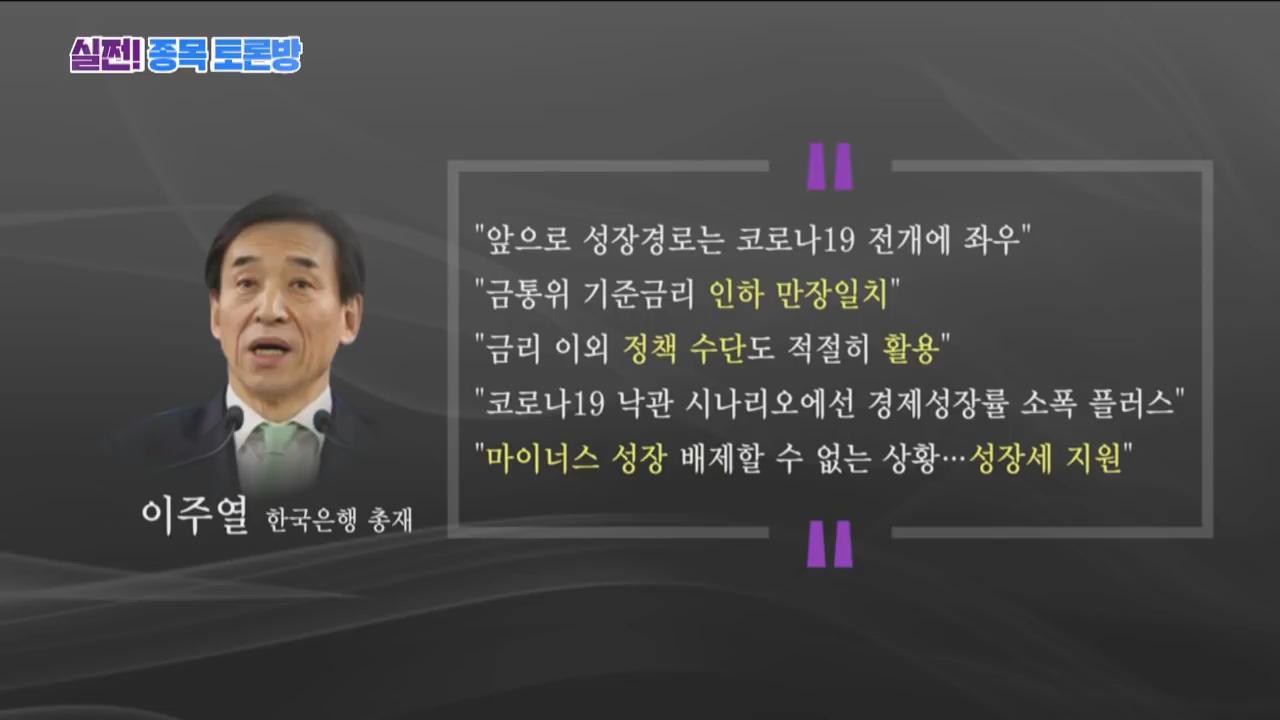 실쩐! 종목 토론방
"앞으로 성장경로는 코로나19 전개에 좌우"
"금통위 기준금리 인하 만장일치"
"금리 이외 정책 수단도 적절히 활용"
"코로나19 낙관 시나리오에선 경제성장률 소폭 플러스"
"마이너스 성장 배제할 수 없는 상황…성장세 지원"
이주열 한국은행 총재